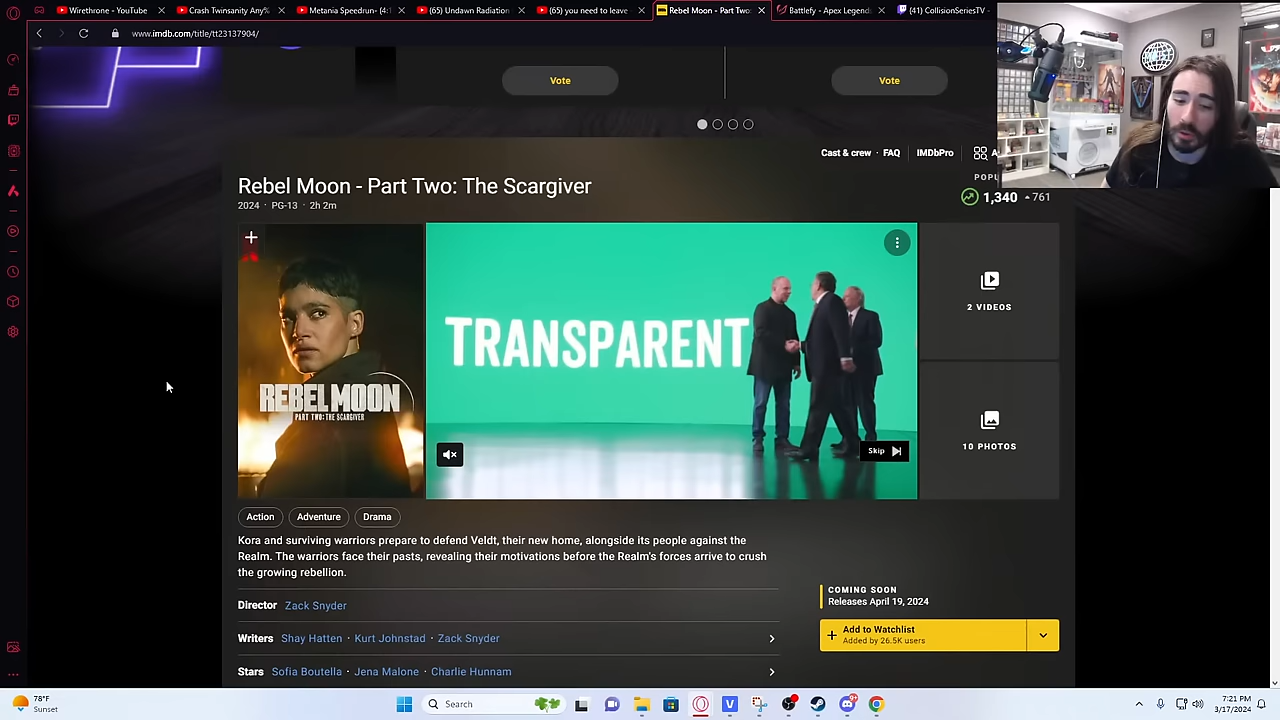 Wirethrone - YouTube
Crash Twinsanity Any%
Metania Speedrun- (4:
(65) Undawn Radiation
(65) you need to leave
Rebel Moon - Part Two:
Battlefy - Apex Legend
(41) CollisionSeriesTV -
www.imdb.com/title/tt23137904/
Vote
Vote
Cast & crew · FAQ
IMDbPro
A
POPU
Rebel Moon - Part Two: The Scargiver
2024 · PG-13 · 2h 2m
1,340
761
REBEL MOON
PART TWO: THE SCARGIVER
TRANSPARENT
Skip
2 VIDEOS
10 PHOTOS
Action
Adventure
Drama
Kora and surviving warriors prepare to defend Veldt, their new home, alongside its people against the
Realm. The warriors face their pasts, revealing their motivations before the Realm's forces arrive to crush
the growing rebellion.
Director Zack Snyder
Writers Shay Hatten · Kurt Johnstad · Zack Snyder
Stars Sofia Boutella · Jena Malone · Charlie Hunnam
COMING SOON
Releases April 19, 2024
Add to Watchlist
Added by 26.5K users
78°F
Sunset
Search
7:21 PM
3/17/2024